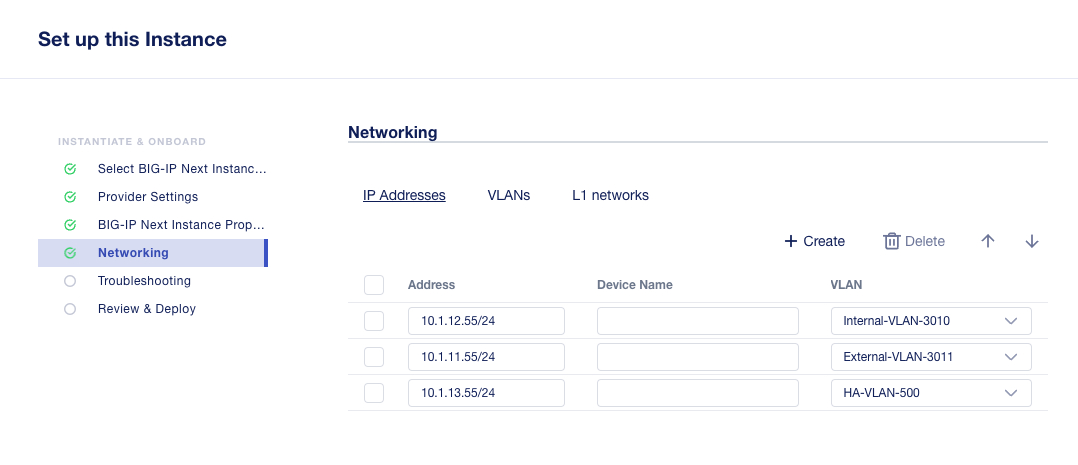 Set up this Instance
INSTANTIATE & ONBOARD
Select BIG-IP Next Instanc...
Provider Settings
BIG-IP Next Instance Prop...
Networking
Troubleshooting
Review & Deploy
Networking
IP Addresses VLANs L1 networks
Create Delete
Address Device Name VLAN
10.1.12.55/24 Internal-VLAN-3010
10.1.11.55/24 External-VLAN-3011
10.1.13.55/24 HA-VLAN-500